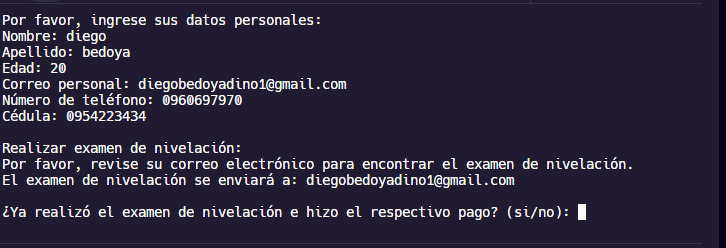 Por favor, ingrese sus datos personales:
Nombre: diego
Apellido: bedoya
Edad: 20
Correo personal: diegobedoyadino1@gmail.com
Número de teléfono: 0960697970
Cédula: 0954223434
Realizar examen de nivelación:
Por favor, revise su correo electrónico para encontrar el examen de nivelación.
El examen de nivelación se enviará a: diegobedoyadino1@gmail.com
¿Ya realizó el examen de nivelación e hizo el respectivo pago? (si/no):